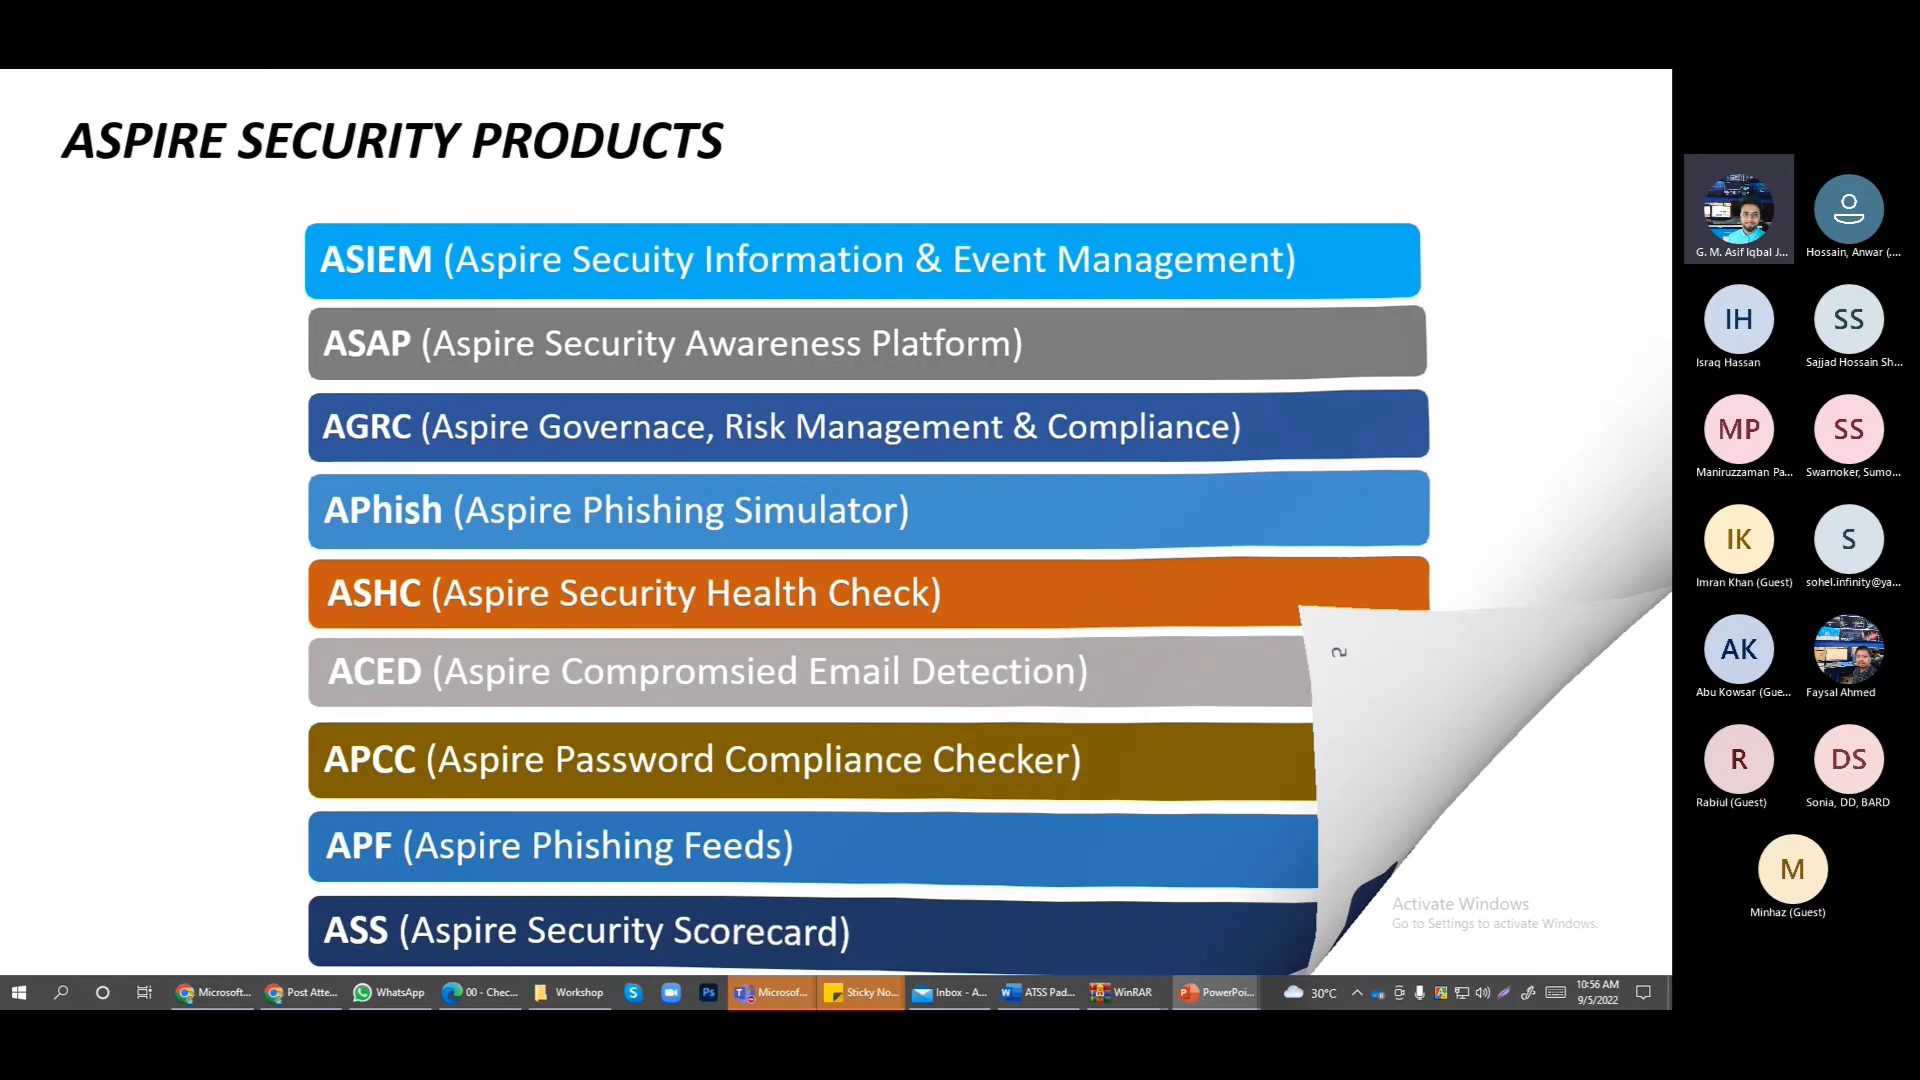 ASPIRE SECURITY PRODUCTS
ASIEM (Aspire Secuity Information & Event Management)
ASAP (Aspire Security Awareness Platform)
AGRC (Aspire Governace, Risk Management & Compliance)
APhish (Aspire Phishing Simulator)
ASHC (Aspire Security Health Check)
ACED (Aspire Compromsied Email Detection)
APCC (Aspire Password Compliance Checker)
APF (Aspire Phishing Feeds)
ASS (Aspire Security Scorecard)
2
Activate Windows
Go to Settings to activate Windows.
G. M. Asif Iqbal J...
Hossain, Anwar (....
IH
Israq Hassan
SS
Sajjad Hossain Sh...
MP
Maniruzzaman Pa...
SS
Swarnoker, Sumo...
IK
Imran Khan (Guest)
S
sohel.infinity@ya...
AK
Abu Kowsar (Gue...
Faysal Ahmed
R
Rabiul (Guest)
DS
Sonia, DD, BARD
M
Minhaz (Guest)
Microsoft...
Post Atte...
WhatsApp
00 - Chec...
Workshop
Ps
Microsof...
Sticky No...
Inbox - A...
ATSS Pad...
WinRAR
PowerPoi...
30°C
10:56 AM
9/5/2022